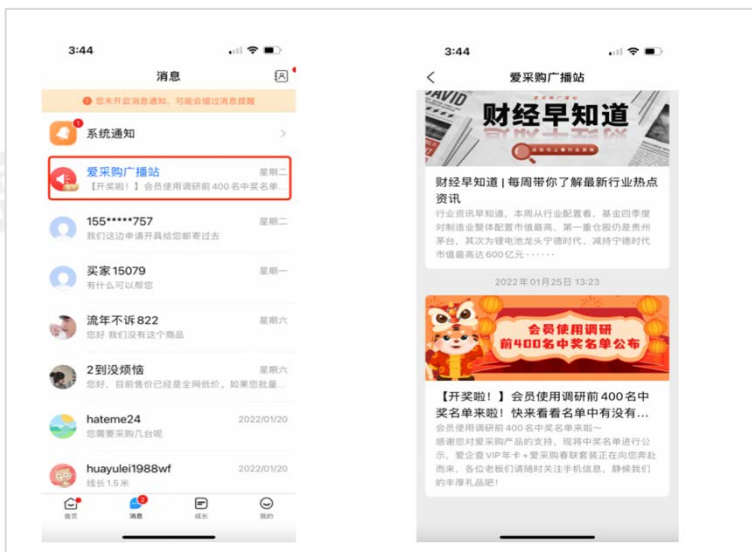 3:44
消息
您未开启消息通知，可能会错过消息提醒
1
系统通知
爱采购广播站
星期二
【开奖啦！】会员使用调研前400名中奖名单...
155*****757
星期二
我们这边申请开具给您邮寄过去
买家15079
星期一
有什么可以帮您
流年不诉822
星期六
您好 我们没有这个商品
2到没烦恼
星期六
您好，目前售价已经是全网低价，如果您批量...
hateme24
2022/01/20
您需要采购几台呢
huayulei1988wf
2022/01/20
线长1.5米
2
首页
消息
成长
我的
3:44
爱采购广播站
财经早知道
财经早知道 | 每周带你了解最新行业热点
资讯
行业资讯早知道，本周从行业配置看，基金四季度
对制造业整体配置市值最高，第一重仓股仍是贵州
茅台，其次为锂电池龙头宁德时代，减持宁德时代
市值最高达600亿元······
2022年01月25日 13:23
会员使用调研
前400名中奖名单公布
【开奖啦！】会员使用调研前400名中
奖名单来啦！快来看看名单中有没有...
会员使用调研前400名中奖名单来啦~
感谢您对爱采购产品的支持，现将中奖名单进行公
示，爱企查VIP年卡+爱采购春联套装正在向您奔赴
而来，各位老板们请随时关注手机信息，静候我们
的丰厚礼品吧！